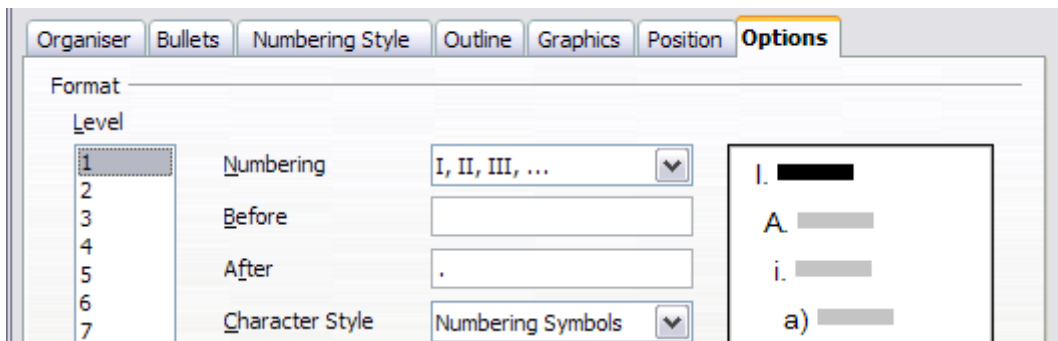 Organiser Bullets Numbering Style Outline Graphics Position Options
Format
Level
1 Numbering I, II, III, ... I.
2
3 Before A.
4
5 After . i.
6
7 Character Style Numbering Symbols a)